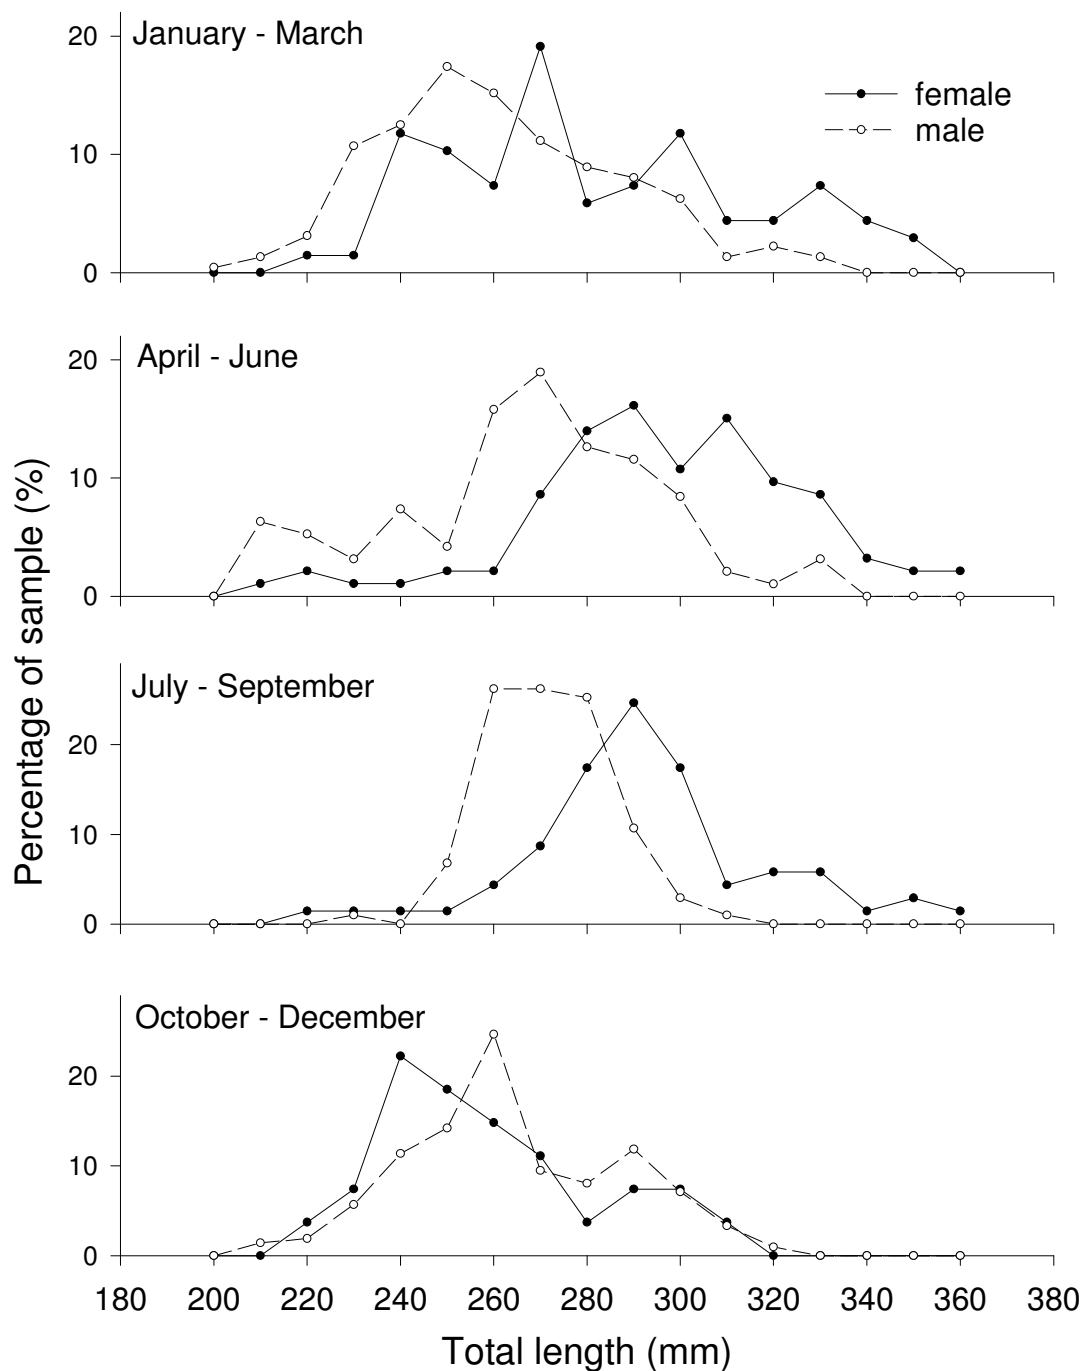 January - March
20
10
0
female
male
April - June
20
10
0
July - September
20
10
0
October - December
20
10
0
180 200 220 240 260 280 300 320 340 360 380
Total length (mm)
Percentage of sample (%)